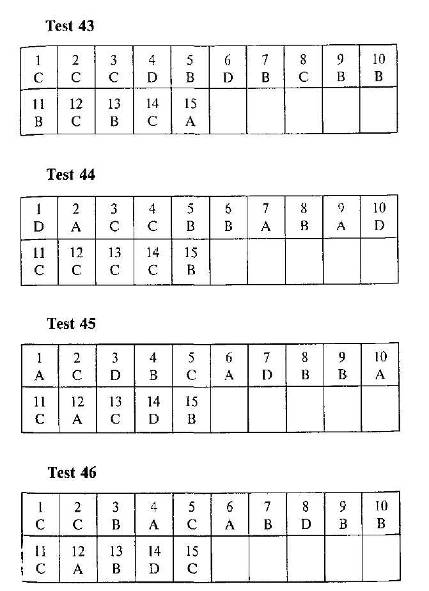 Test 43
1 2 3 4 5 6 7 8 9 10
C C C D B D B C B B
11 12 13 14 15
B C B C A
Test 44
1 2 3 4 5 6 7 8 9 10
D A C C B B A B A D
11 12 13 14 15
C C C C B
Test 45
1 2 3 4 5 6 7 8 9 10
A C D B C A D B B A
11 12 13 14 15
C A C D B
Test 46
1 2 3 4 5 6 7 8 9 10
C C B A C A B D B B
11 12 13 14 15
C A B D C